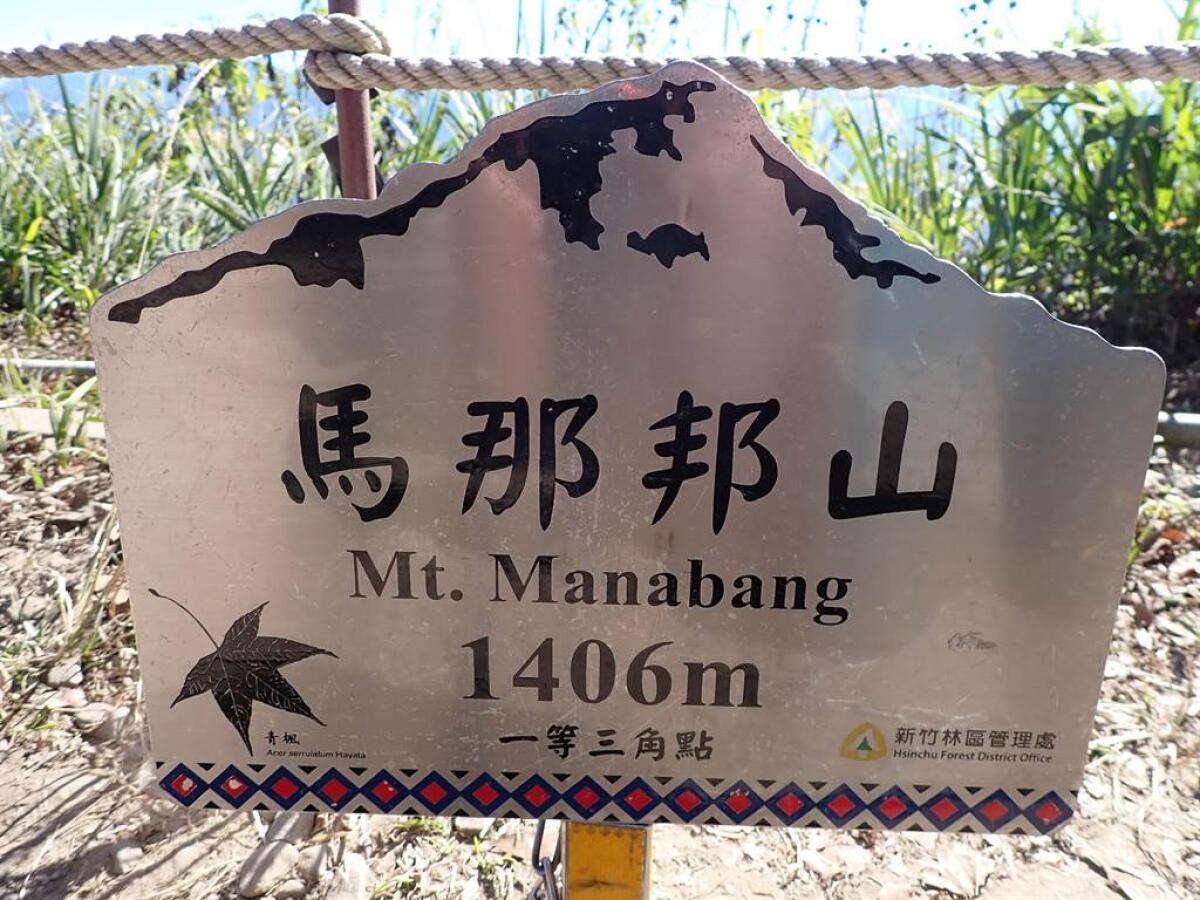 馬那邦山
Mt. Manabang
1406m
一等三角點
青楓
Acer serrulatum Hayata
新竹林區管理處
Hsinchu Forest District Office